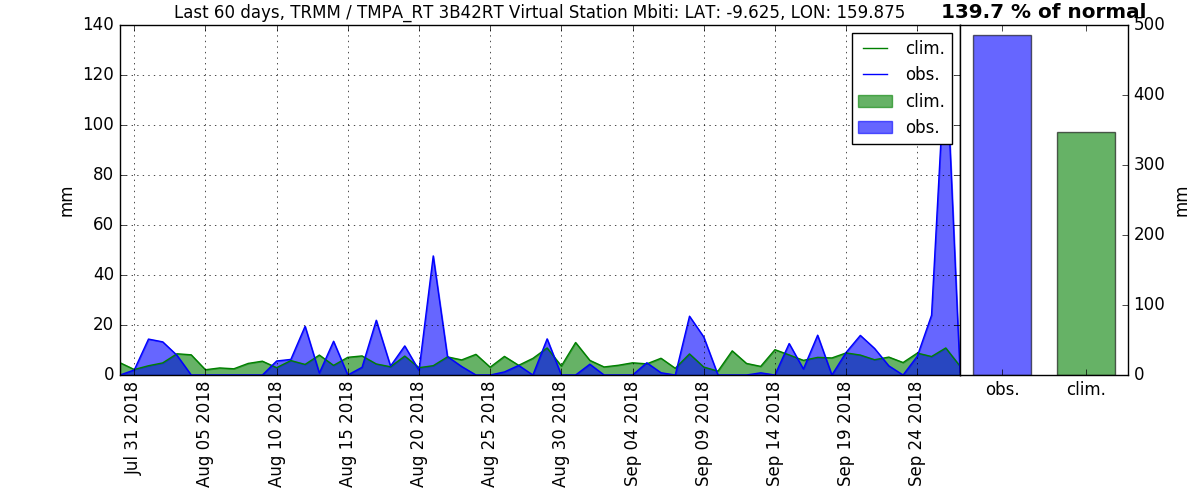 Last 60 days, TRMM / TMPA_RT 3B42RT Virtual Station Mbiti: LAT: -9.625, LON: 159.875
139.7 % of normal
mm
140
120
100
80
60
40
20
0
clim.
obs.
clim.
obs.
500
400
300
200
100
0
mm
obs.
clim.
Jul 31 2018
Aug 05 2018
Aug 10 2018
Aug 15 2018
Aug 20 2018
Aug 25 2018
Aug 30 2018
Sep 04 2018
Sep 09 2018
Sep 14 2018
Sep 19 2018
Sep 24 2018